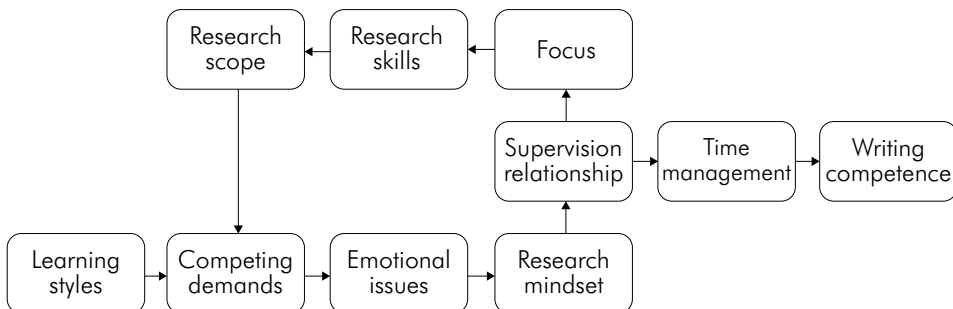 Research
scope
Research
skills
Focus
Supervision
relationship
Time
management
Writing
competence
Learning
styles
Competing
demands
Emotional
issues
Research
mindset